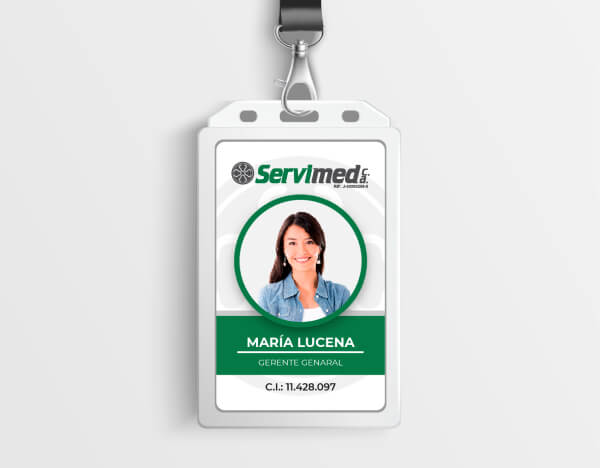 Servimed c.a.
MARÍA LUCENA
GERENTE GENARAL
C.I.: 11.428.097